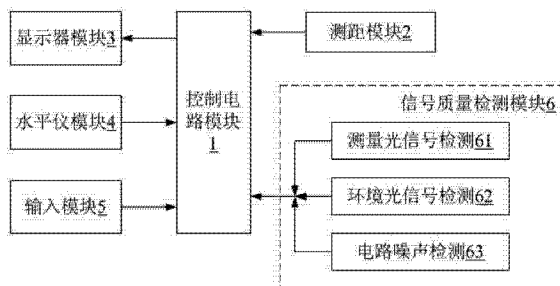 显示器模块3
测距模块2
控制电
路模块
1
信号质量检测模块6
水平仪模块4
测量光信号检测61
环境光信号检测62
输入模块5
电路噪声检测63